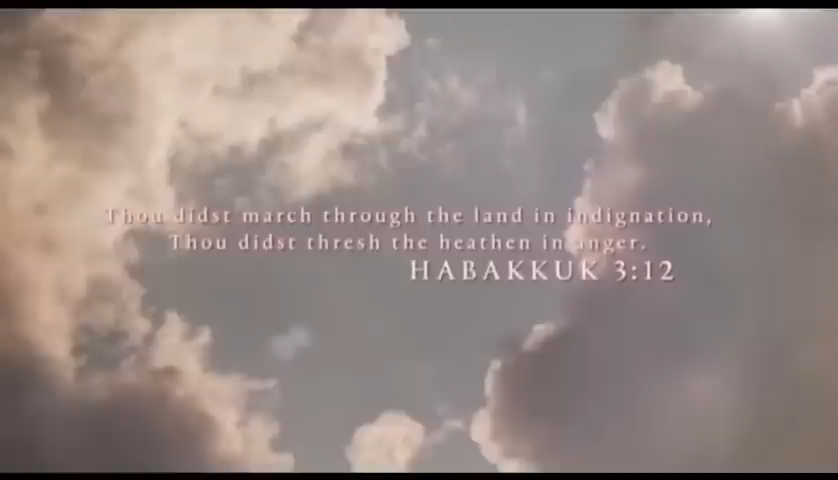 Thou didst march through the land in indignation,
Thou didst thresh the heathen in anger.
HABAKKUK 3:12